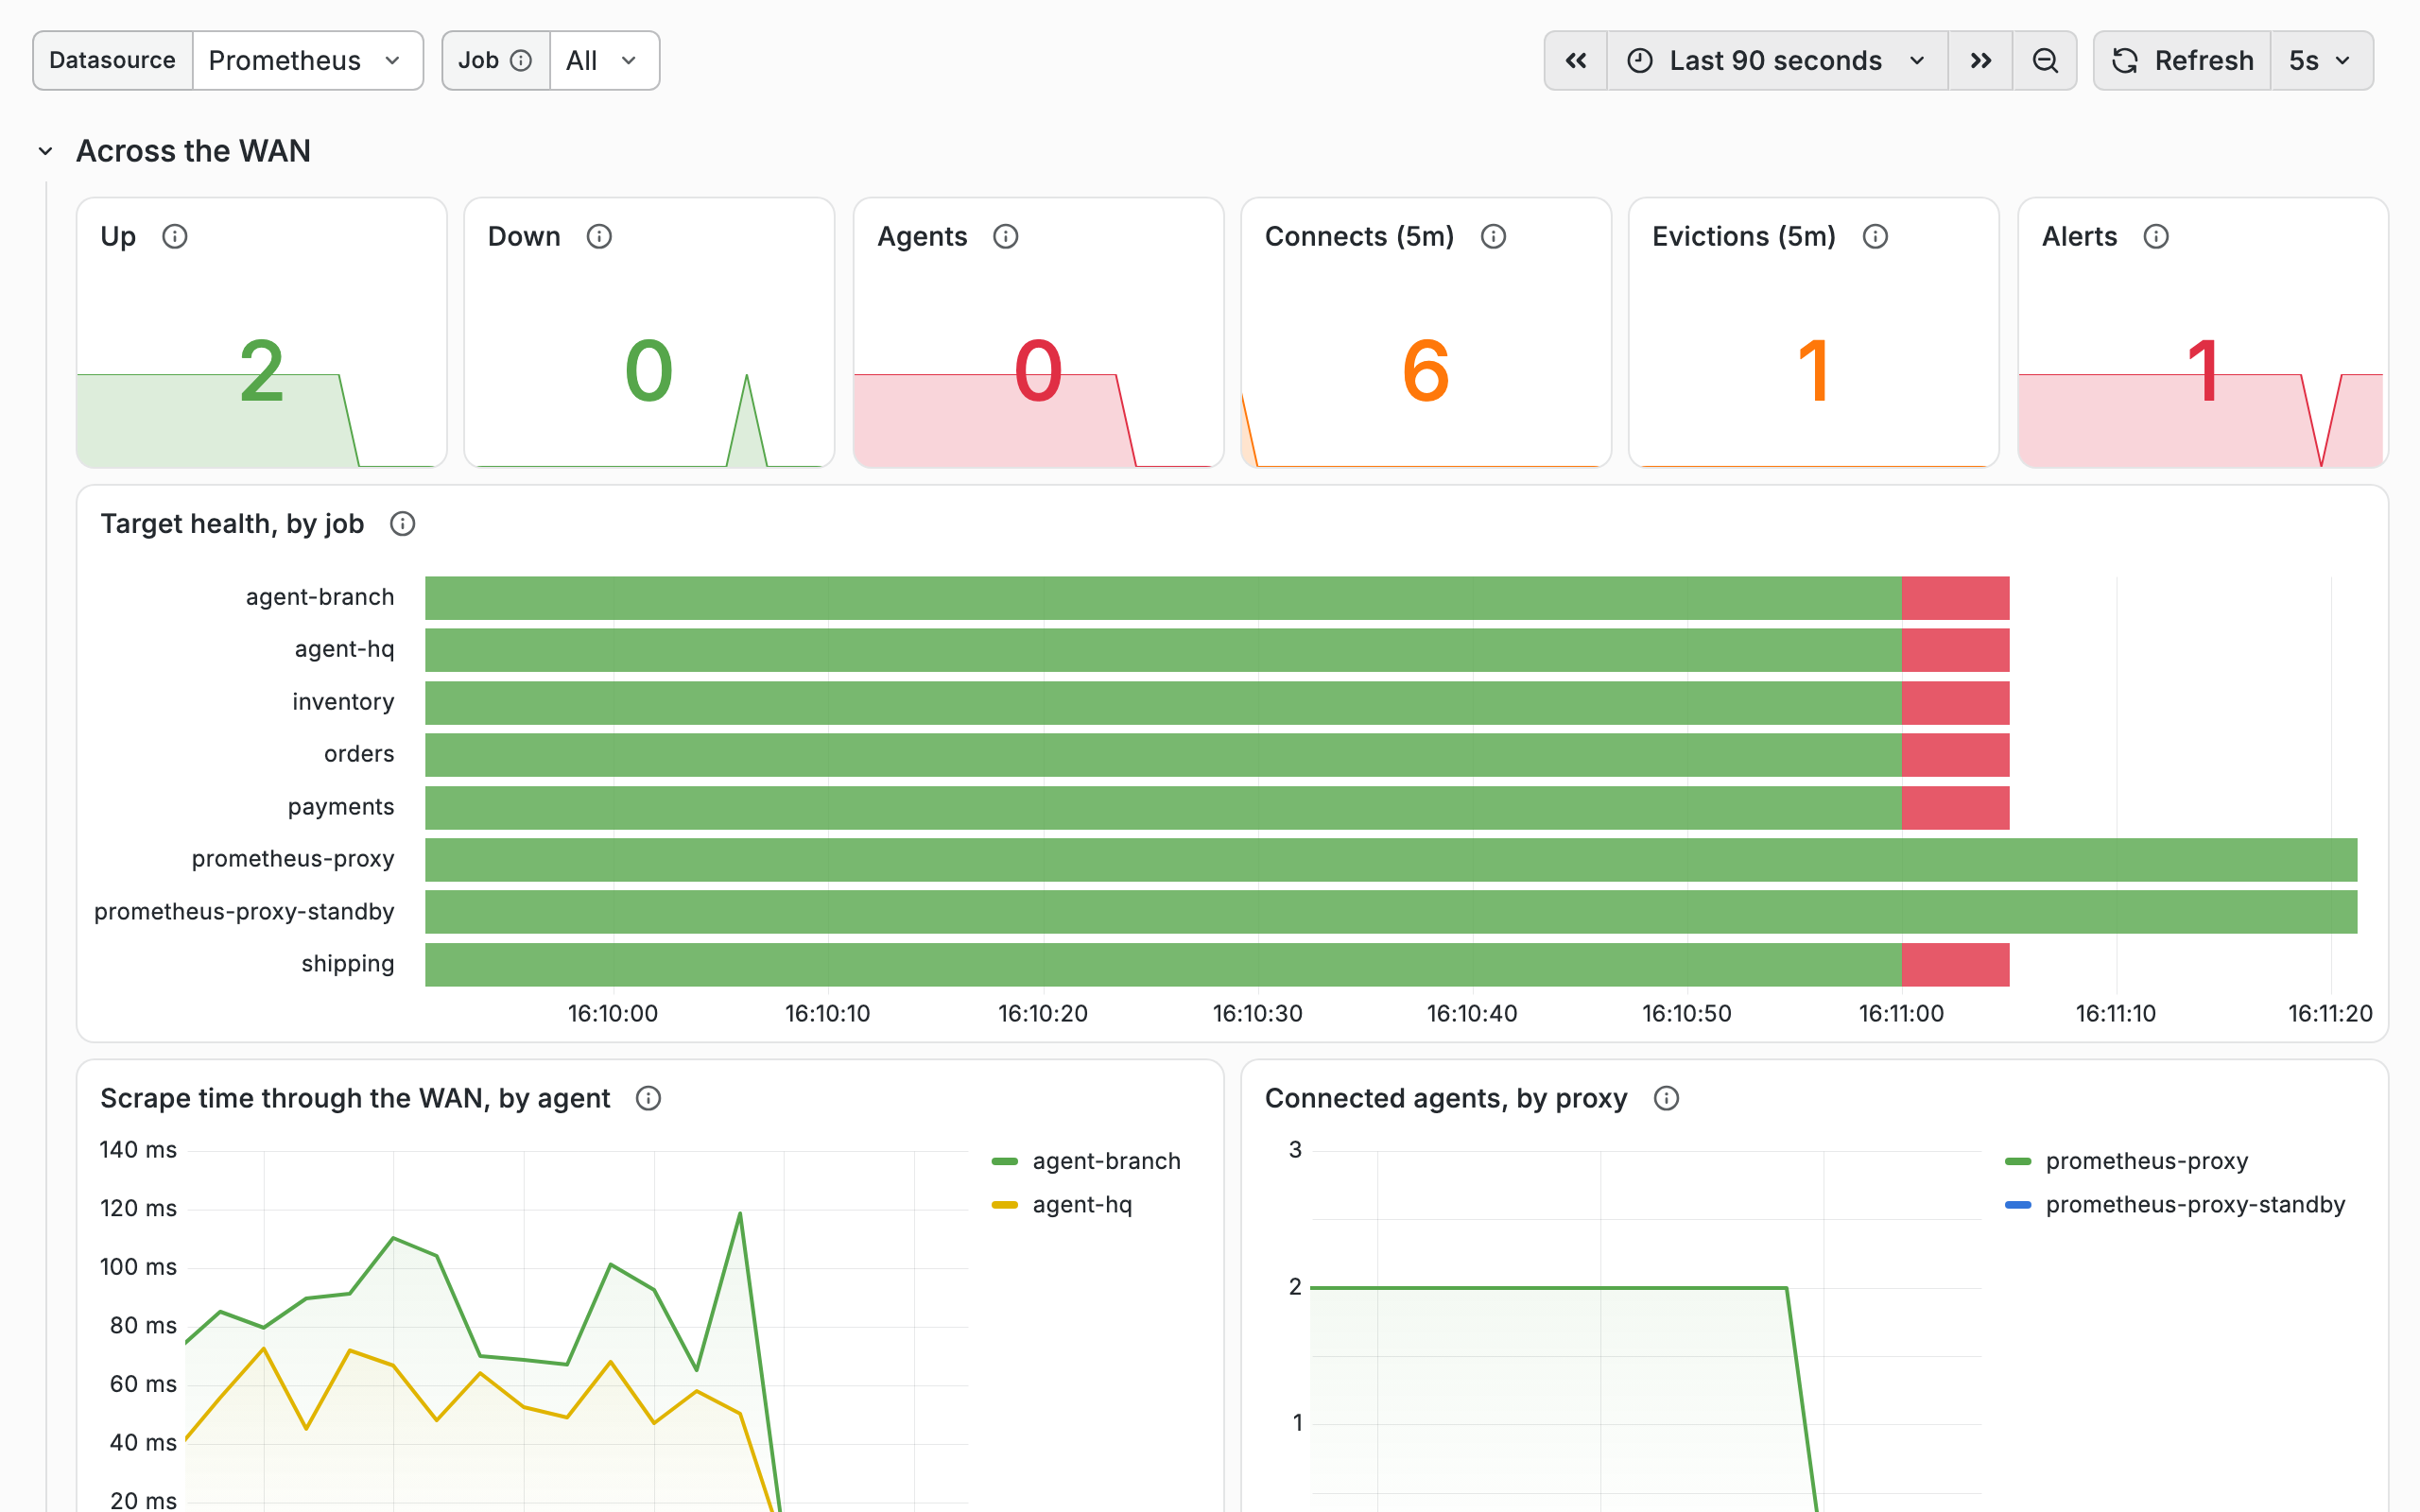 Datasource Prometheus Job All Last 90 seconds Refresh 5s
Across the WAN
Up Down Agents Connects (5m) Evictions (5m) Alerts
2 0 0 6 1 1
Target health, by job
agent-branch
agent-hq
inventory
orders
payments
prometheus-proxy
prometheus-proxy-standby
shipping
16:10:00 16:10:10 16:10:20 16:10:30 16:10:40 16:10:50 16:11:00 16:11:10 16:11:20
Scrape time through the WAN, by agent
140 ms
120 ms
100 ms
80 ms
60 ms
40 ms
20 ms
agent-branch
agent-hq
Connected agents, by proxy
3
2
1
prometheus-proxy
prometheus-proxy-standby